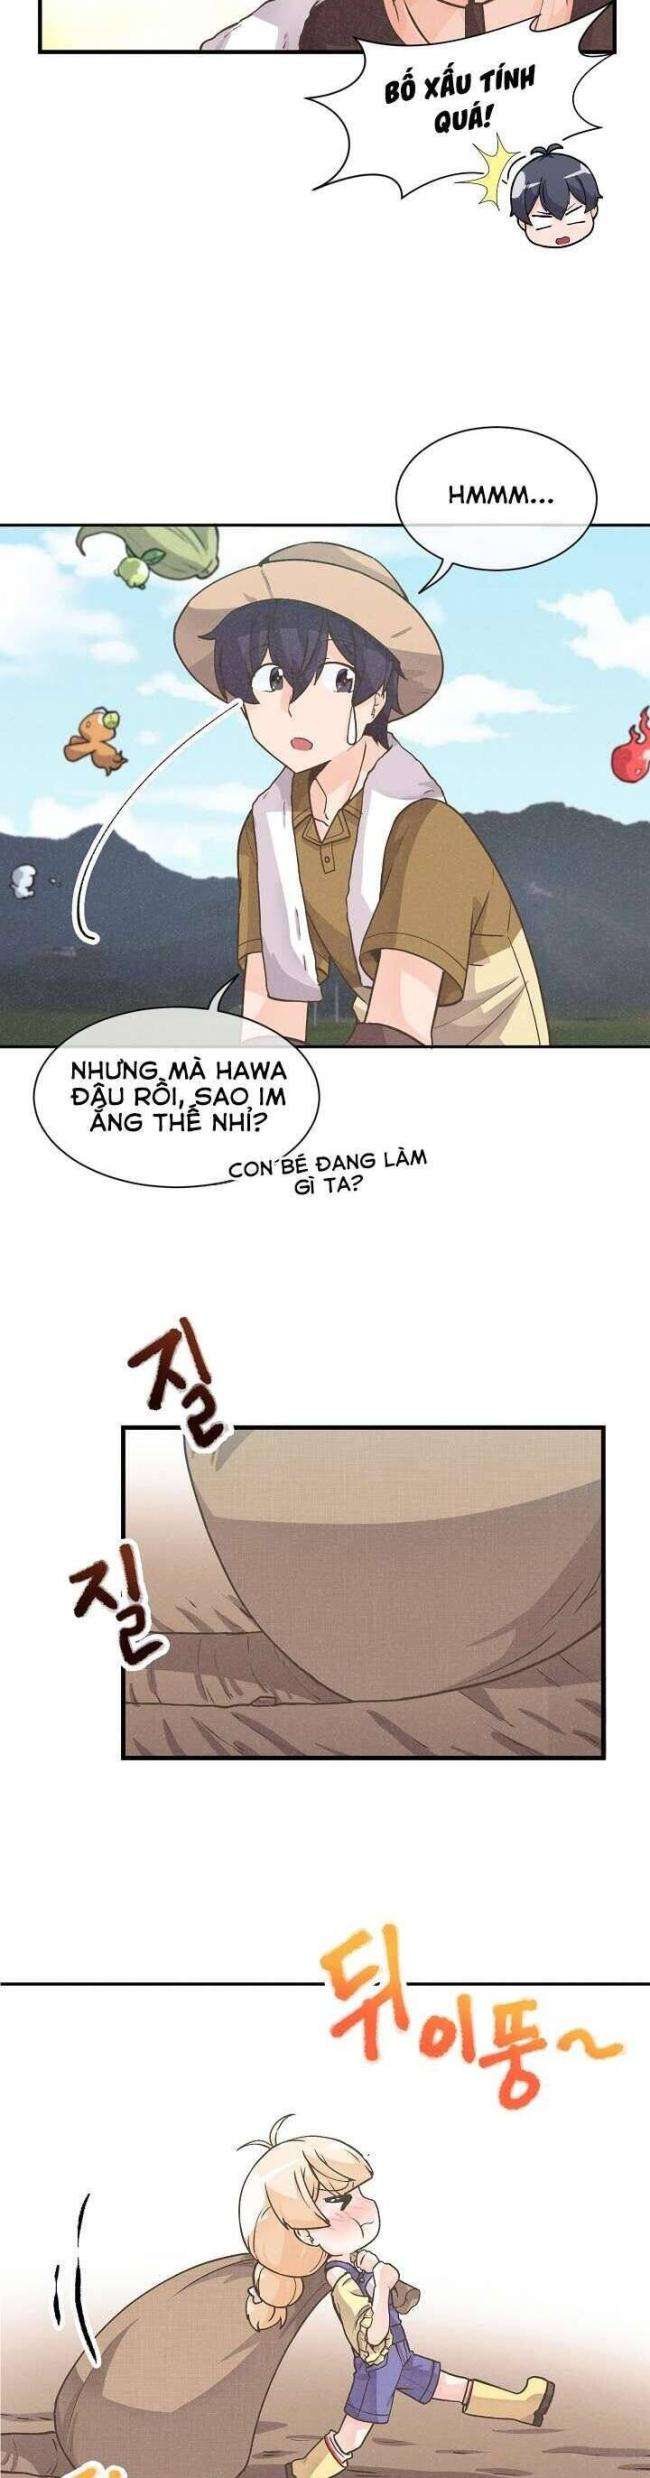 BỐ XẤU TÍNH
QUÁ!
HMMM...
NHƯNG MÀ HAWA
ĐÂU RỒI, SAO IM
ẮNG THẾ NHỈ?
CON BÉ ĐANG LÀM
GÌ TA?
질
질
뒤이뚱~